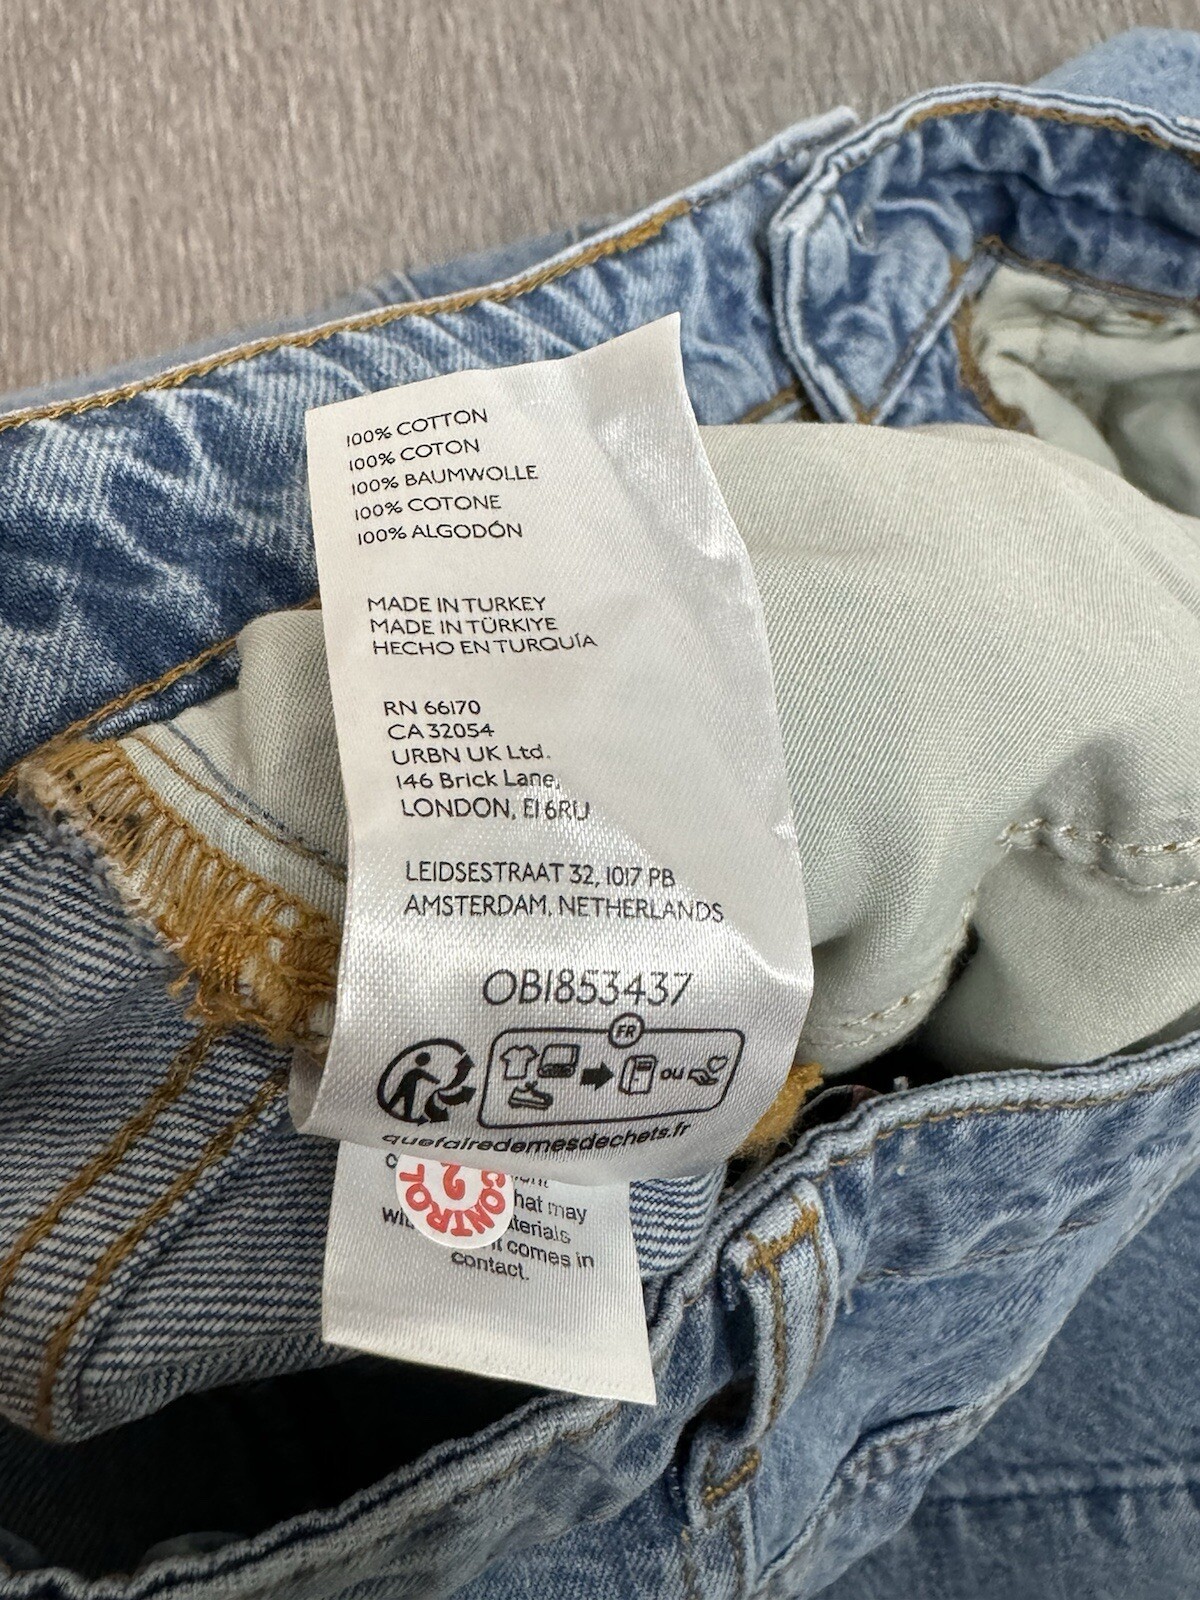 100% COTTON
100% COTON
100% BAUMWOLLE
100% COTONE
100% ALGODÓN
MADE IN TURKEY
MADE IN TÜRKIYE
HECHO EN TURQUÍA
RN 66170
CA 32054
URBN UK Ltd.
146 Brick Lane,
LONDON, E1 6RU
LEIDSESTRAAT 32, 1017 PB
AMSTERDAM, NETHERLANDS
OB1853437
FR
ou
quefairedemesdechets.fr
CONTROL 2
hat may
it comes in
contact.